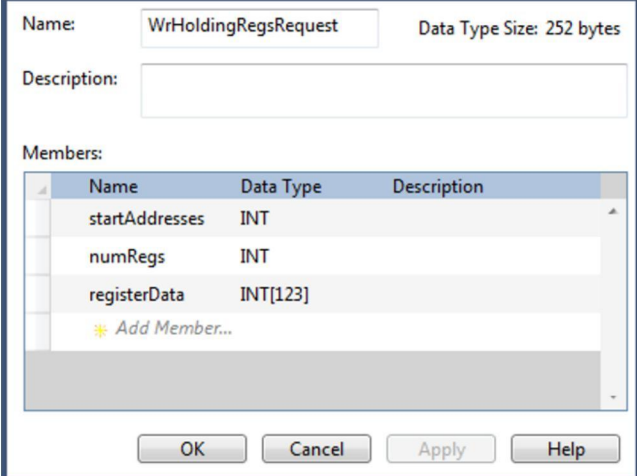 Name: WrHoldingRegsRequest Data Type Size: 252 bytes
Description:
Members:
Name Data Type Description
startAddresses INT
numRegs INT
registerData INT[123]
Add Member...
OK Cancel Apply Help